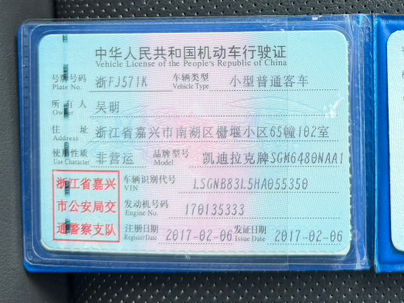 中华人民共和国机动车行驶证
Vehicle License of the People's Republic of China
号牌号码 浙FJ571K 车辆类型 小型普通客车
Plate No. Vehicle Type
所有人 吴明
Owner
住址 浙江省嘉兴市南湖区栅堰小区65幢102室
Address
使用性质 非营运 品牌型号 凯迪拉克牌SGM6480NAA1
Use Character Model
浙江省嘉兴
市公安局交
通警察支队
车辆识别代号 LSGNB83L5HA055350
VIN
发动机号码 170135333
Engine No.
注册日期 2017-02-06 发证日期 2017-02-06
Register Date Issue Date